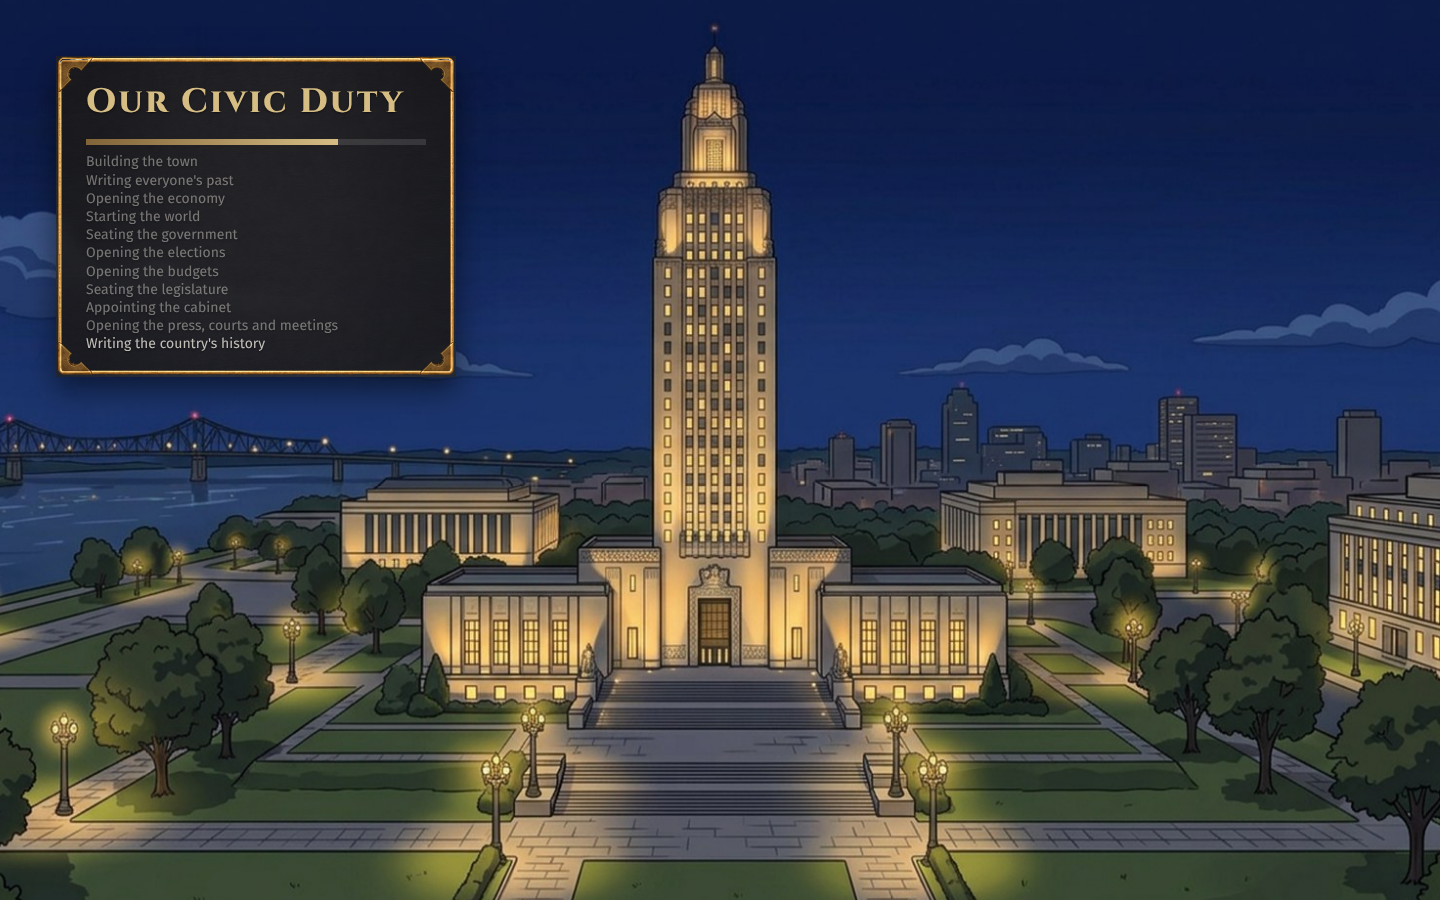 Our Civic Duty
Building the town
Writing everyone's past
Opening the economy
Starting the world
Seating the government
Opening the elections
Opening the budgets
Seating the legislature
Appointing the cabinet
Opening the press, courts and meetings
Writing the country's history